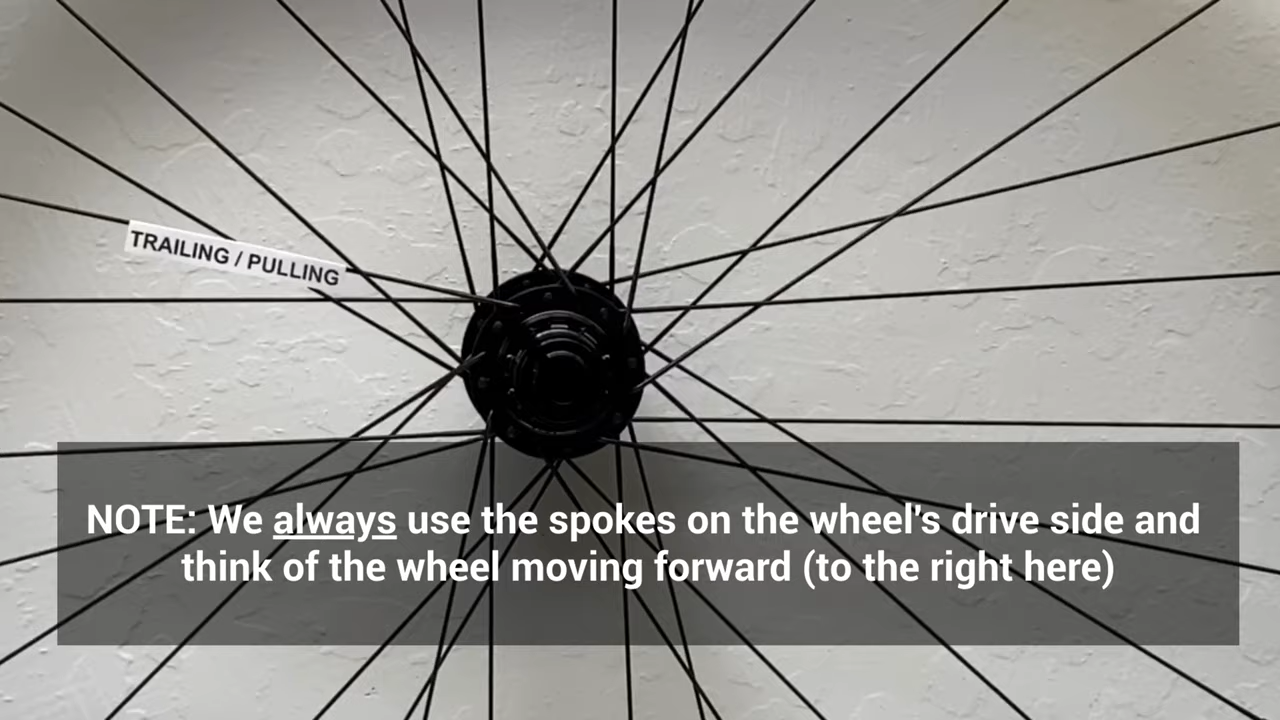 TRAILING / PULLING
NOTE: We always use the spokes on the wheel's drive side and
think of the wheel moving forward (to the right here)